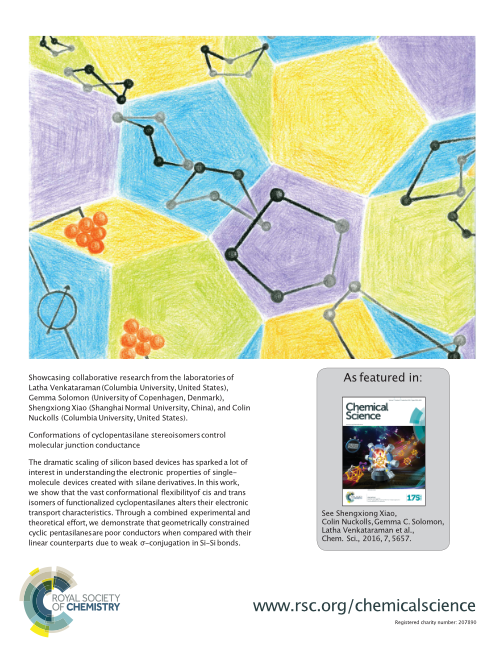 Showcasing collaborative research from the laboratories of
Latha Venkataraman (Columbia University, United States),
Gemma Solomon (University of Copenhagen, Denmark),
Shengxiong Xiao (Shanghai Normal University, China), and Colin
Nuckolls (Columbia University, United States).
Conformations of cyclopentasilane stereoisomers control
molecular junction conductance
The dramatic scaling of silicon based devices has sparked a lot of
interest in understanding the electronic properties of single-
molecule devices created with silane derivatives. In this work,
we show that the vast conformational flexibility of cis and trans
isomers of functionalized cyclopentasilanes alters their electronic
transport characteristics. Through a combined experimental and
theoretical effort, we demonstrate that geometrically constrained
cyclic pentasilanes are poor conductors when compared with their
linear counterparts due to weak σ-conjugation in Si–Si bonds.
As featured in:
Chemical
Science
175
See Shengxiong Xiao,
Colin Nuckolls, Gemma C. Solomon,
Latha Venkataraman et al.,
Chem. Sci., 2016, 7, 5657.
ROYAL SOCIETY
OF CHEMISTRY
www.rsc.org/chemicalscience
Registered charity number: 207890